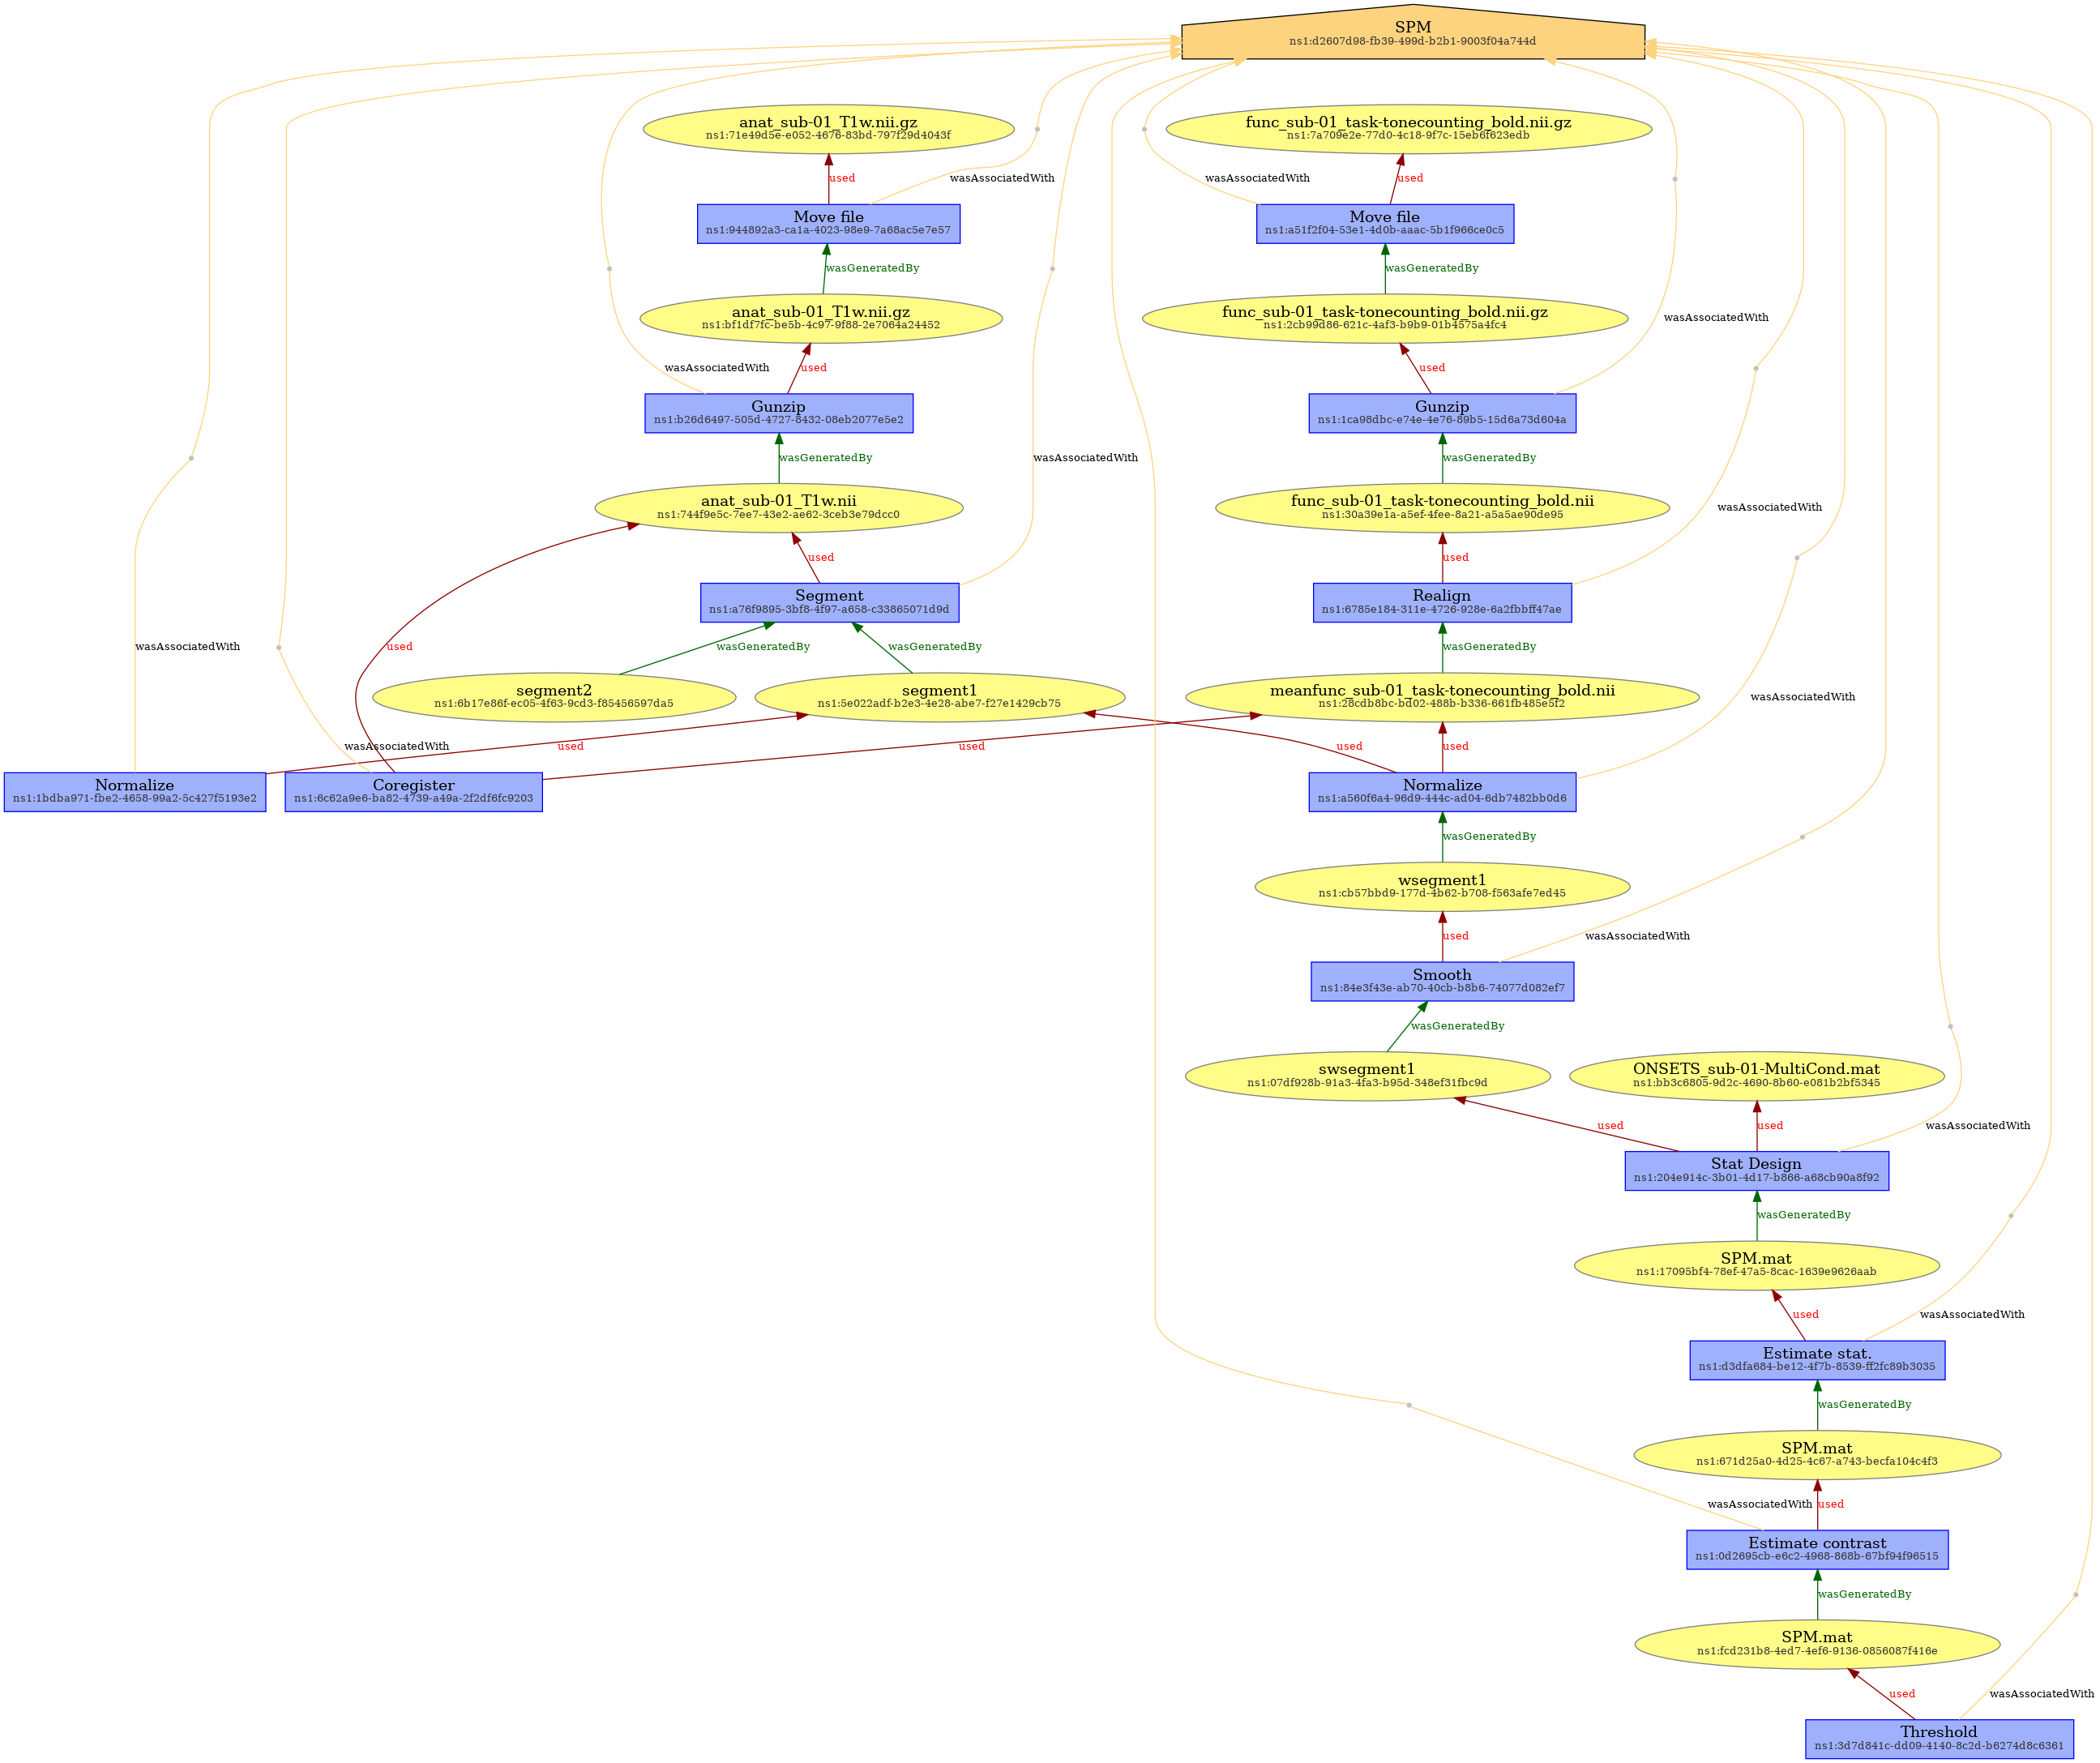 SPM
ns1:d2607d98-fb39-499d-b2b1-9003f04a744d
anat_sub-01_T1w.nii.gz
ns1:71e49d5e-e052-4676-83bd-797f29d4043f
func_sub-01_task-tonecounting_bold.nii.gz
ns1:7a709e2e-77d0-4c18-9f7c-15eb6f623edb
used
wasAssociatedWith
wasAssociatedWith
used
Move file
ns1:944892a3-ca1a-4023-98e9-7a68ac5e7e57
Move file
ns1:a51f2f04-53e1-4d0b-aaac-5b1f966ce0c5
wasGeneratedBy
wasGeneratedBy
anat_sub-01_T1w.nii.gz
ns1:bf1df7fc-be5b-4c97-9f88-2e7064a24452
func_sub-01_task-tonecounting_bold.nii.gz
ns1:2cb99d86-621c-4af3-b9b9-01b4575a4fc4
wasAssociatedWith
wasAssociatedWith
used
used
Gunzip
ns1:b26d6497-505d-4727-8432-08eb2077e5e2
Gunzip
ns1:1ca98dbc-e74e-4e76-89b5-15d6a73d604a
wasGeneratedBy
wasAssociatedWith
wasGeneratedBy
anat_sub-01_T1w.nii
ns1:744f9e5c-7ee7-43e2-ae62-3ceb3e79dcc0
func_sub-01_task-tonecounting_bold.nii
ns1:30a39e1a-a5ef-4fee-8a21-a5a5ae90de95
wasAssociatedWith
used
used
Segment
ns1:a76f9895-3bf8-4f97-a658-c33865071d9d
Realign
ns1:6785e184-311e-4726-928e-6a2fbbff47ae
wasAssociatedWith
used
wasGeneratedBy
wasGeneratedBy
wasGeneratedBy
segment2
ns1:6b17e86f-ec05-4f63-9cd3-f85456597da5
segment1
ns1:5e022adf-b2e3-4e28-abe7-f27e1429cb75
meanfunc_sub-01_task-tonecounting_bold.nii
ns1:28cdb8bc-bd02-488b-b336-661fb485e5f2
wasAssociatedWith
wasAssociatedWith
used
used
used
used
Normalize
ns1:1bdba971-fbe2-4658-99a2-5c427f5193e2
Coregister
ns1:6c62a9e6-ba82-4739-a49a-2f2df6fc9203
Normalize
ns1:a560f6a4-96d9-444c-ad04-6db7482bb0d6
wasGeneratedBy
wsegment1
ns1:cb57bbd9-177d-4b62-b708-f563afe7ed45
used
wasAssociatedWith
Smooth
ns1:84e3f43e-ab70-40cb-b8b6-74077d082ef7
wasGeneratedBy
swsegment1
ns1:07df928b-91a3-4fa3-b95d-348ef31fbc9d
ONSETS_sub-01-MultiCond.mat
ns1:bb3c6805-9d2c-4690-8b60-e081b2bf5345
used
used
wasAssociatedWith
Stat Design
ns1:204e914c-3b01-4d17-b866-a68cb90a8f92
wasGeneratedBy
SPM.mat
ns1:17095bf4-78ef-47a5-8cac-1639e9626aab
used
wasAssociatedWith
Estimate stat.
ns1:d3dfa684-be12-4f7b-8539-ff2fc89b3035
wasGeneratedBy
SPM.mat
ns1:671d25a0-4d25-4c67-a743-becfa104c4f3
wasAssociatedWith
used
Estimate contrast
ns1:0d2695cb-e6c2-4968-868b-67bf94f96515
wasGeneratedBy
SPM.mat
ns1:fcd231b8-4ed7-4ef6-9136-0856087f416e
used
wasAssociatedWith
Threshold
ns1:3d7d841c-dd09-4140-8c2d-b6274d8c6361